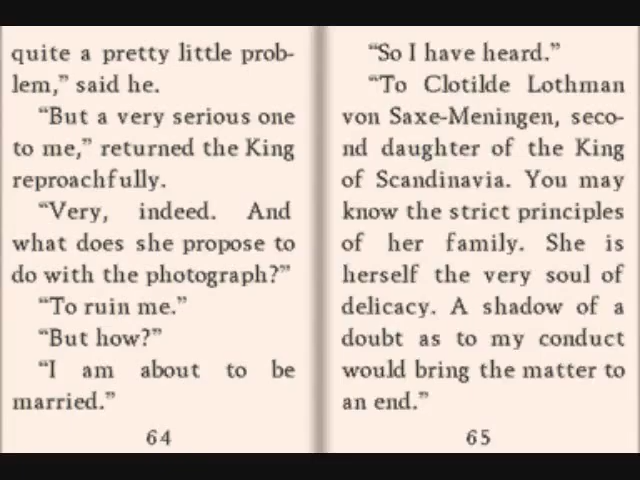 quite a pretty little prob-
lem,” said he.
“But a very serious one
to me,” returned the King
reproachfully.
“Very, indeed. And
what does she propose to
do with the photograph?”
“To ruin me.”
“But how?”
“I am about to be
married.”
64
“So I have heard.”
“To Clotilde Lothman
von Saxe-Meningen, seco-
nd daughter of the King
of Scandinavia. You may
know the strict principles
of her family. She is
herself the very soul of
delicacy. A shadow of a
doubt as to my conduct
would bring the matter to
an end.”
65